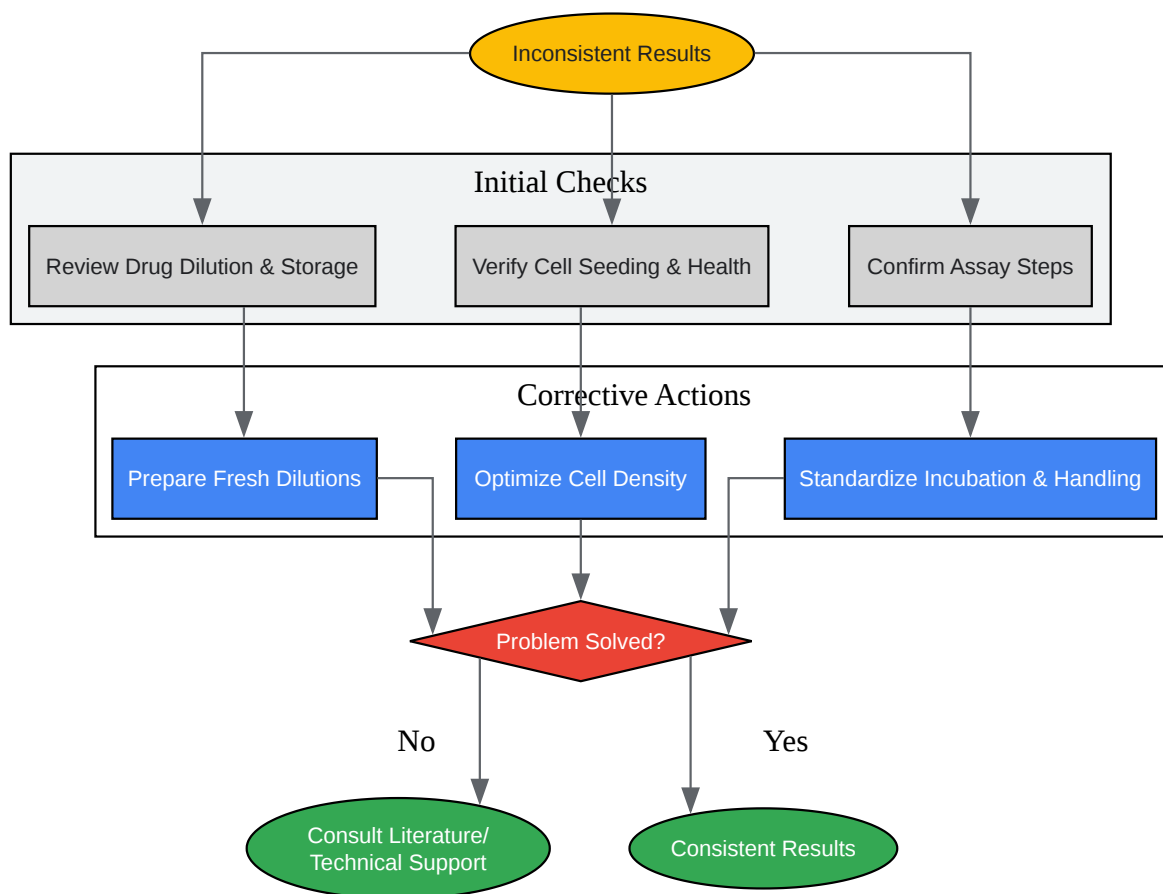 Inconsistent Results
Initial Checks
Review Drug Dilution & Storage
Verify Cell Seeding & Health
Confirm Assay Steps
Corrective Actions
Prepare Fresh Dilutions
Optimize Cell Density
Standardize Incubation & Handling
Problem Solved?
No
Yes
Consult Literature/
Technical Support
Consistent Results